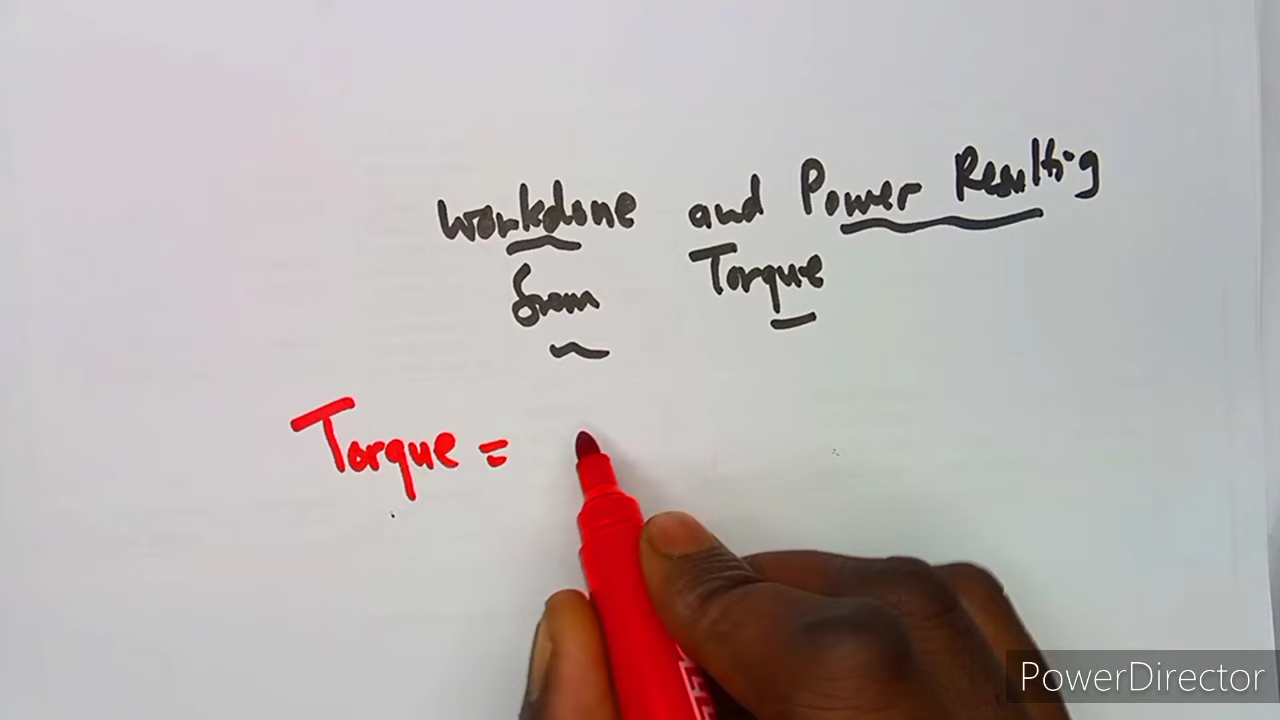 Workdone and Power Resulting
from Torque
Torque =
PowerDirector